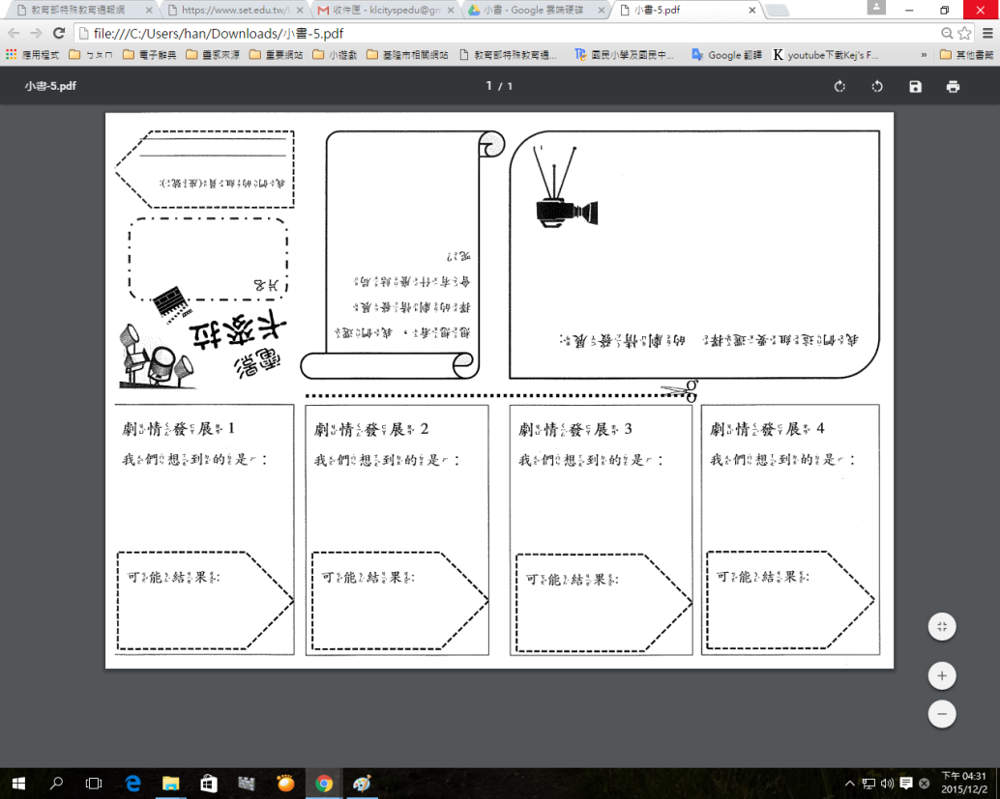 教育部特殊教育通報網
https://www.set.edu.tw/
收件匣 - klcityspedu@gm
小書 - Google 雲端硬碟
小書-5.pdf
file:///C:/Users/han/Downloads/小書-5.pdf
應用程式 ㄅㄆㄇ 電子辭典 靈感來源 重要網站 小遊戲 基隆市相關網站 教育部特殊教育通... 國民小學及國民中... Google 翻譯 youtube下載Kej's F... » 其他書籤
小書-5.pdf
1 / 1
我們的組員(座號):
片名
電影
卡麥拉
想想看,我們選
擇的劇情發展
會有什麼結局
呢?
我們這組要選擇 的劇情發展:
劇情發展 1
我們想到的是:
可能結果:
劇情發展 2
我們想到的是:
可能結果:
劇情發展 3
我們想到的是:
可能結果:
劇情發展 4
我們想到的是:
可能結果:
下午 04:31
2015/12/2